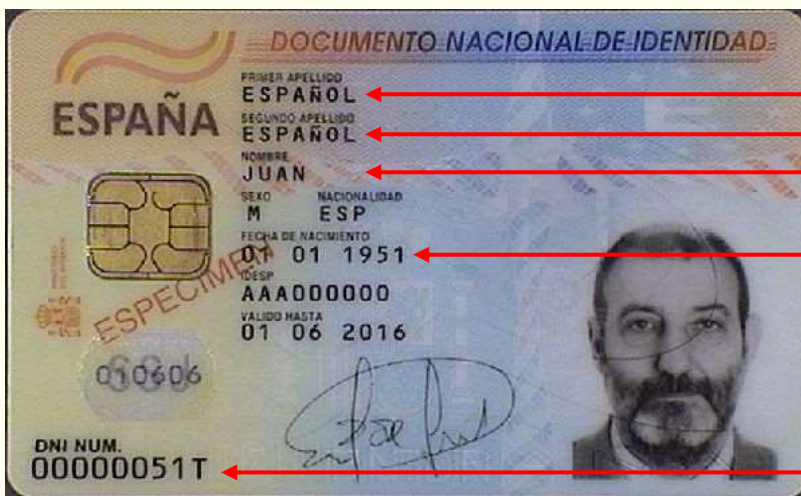 DOCUMENTO NACIONAL DE IDENTIDAD
ESPAÑA
PRIMER APELLIDO
ESPAÑOL
SEGUNDO APELLIDO
ESPAÑOL
NOMBRE
JUAN
SEXO NACIONALIDAD
M ESP
FECHA DE NACIMIENTO
01 01 1951
IDESP
AAA000000
VALIDO HASTA
01 06 2016
ESPECIMEN
010606
DNI NUM.
00000051T